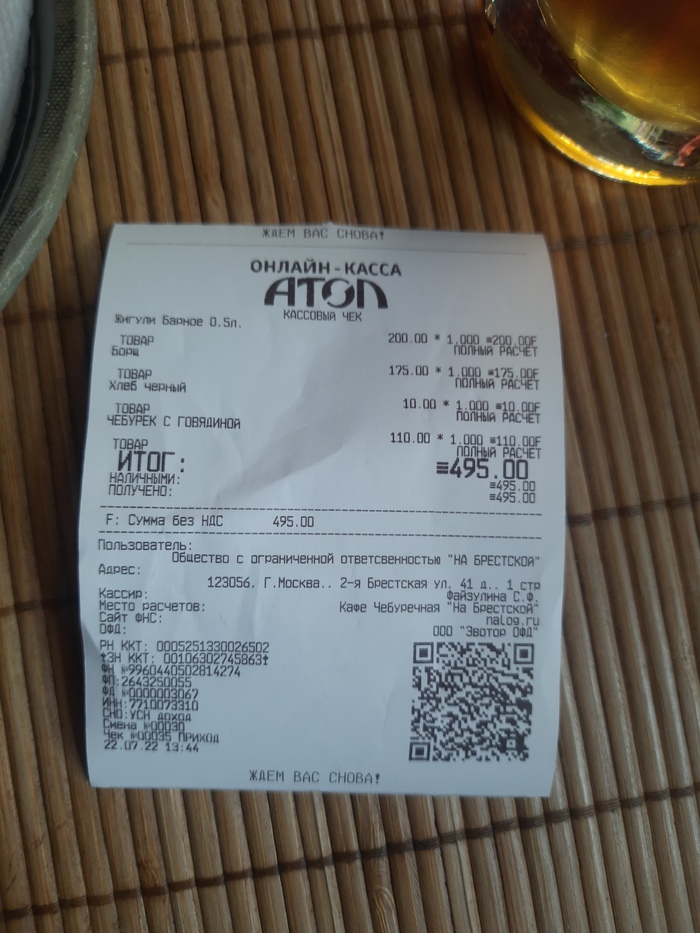 ЖДЕМ ВАС СНОВА!
ОНЛАЙН-КАССА
АТОЛ
КАССОВЫЙ ЧЕК
Жигули Барное 0.5л.
200.00 * 1.000 ≡200.00F
ТОВАР ПОЛНЫЙ РАСЧЕТ
Борщ
175.00 * 1.000 ≡175.00F
ТОВАР ПОЛНЫЙ РАСЧЕТ
Хлеб черный
10.00 * 1.000 ≡10.00F
ТОВАР ПОЛНЫЙ РАСЧЕТ
ЧЕБУРЕК С ГОВЯДИНОЙ
110.00 * 1.000 ≡110.00F
ТОВАР ПОЛНЫЙ РАСЧЕТ
ИТОГ: ≡495.00
НАЛИЧНЫМИ: ≡495.00
ПОЛУЧЕНО: ≡495.00
F: Сумма без НДС 495.00
Пользователь:
Общество с ограниченной ответсвенностью "НА БРЕСТСКОЙ"
Адрес:
123056. Г.Москва.. 2-я Брестская ул. 41 д.. 1 стр
Кассир: Файзулина С.Ф.
Место расчетов: Кафе Чебуречная "На Брестской"
Сайт ФНС: nalog.ru
ОФД: ООО "Эвотор ОФД"
РН ККТ: 0005251330026502
ЗН ККТ: 00106302745863
ФН №9960440502814274
ФП:2643250055
ФД №0000003067
ИНН:7710073310
СНО:УСН доход
Смена №00030
Чек №00035 ПРИХОД
22.07.22 13:44
ЖДЕМ ВАС СНОВА!